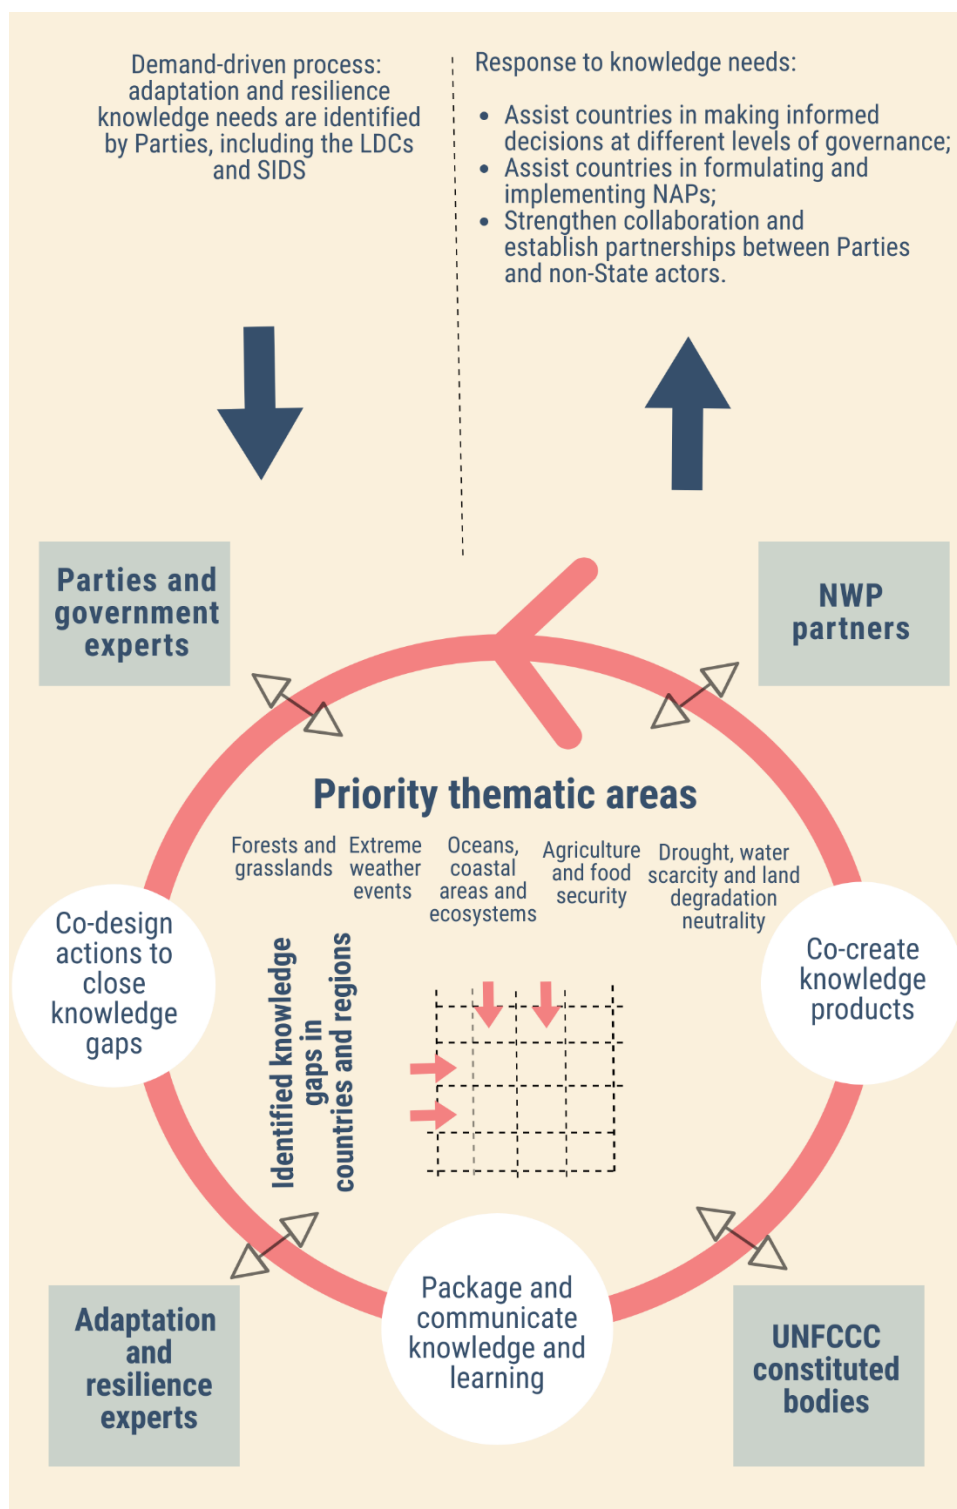 Demand-driven process:
adaptation and resilience
knowledge needs are identified
by Parties, including the LDCs
and SIDS
Response to knowledge needs:
• Assist countries in making informed
decisions at different levels of governance;
• Assist countries in formulating and
implementing NAPs;
• Strengthen collaboration and
establish partnerships between Parties
and non-State actors.
Parties and
government
experts
NWP
partners
Priority thematic areas
Forests and
grasslands
Extreme
weather
events
Oceans,
coastal
areas and
ecosystems
Agriculture
and food
security
Drought, water
scarcity and land
degradation
neutrality
Co-design
actions to
close
knowledge
gaps
Identified knowledge
gaps in
countries and regions
Co-create
knowledge
products
Package and
communicate
knowledge and
learning
Adaptation
and
resilience
experts
UNFCCC
constituted
bodies